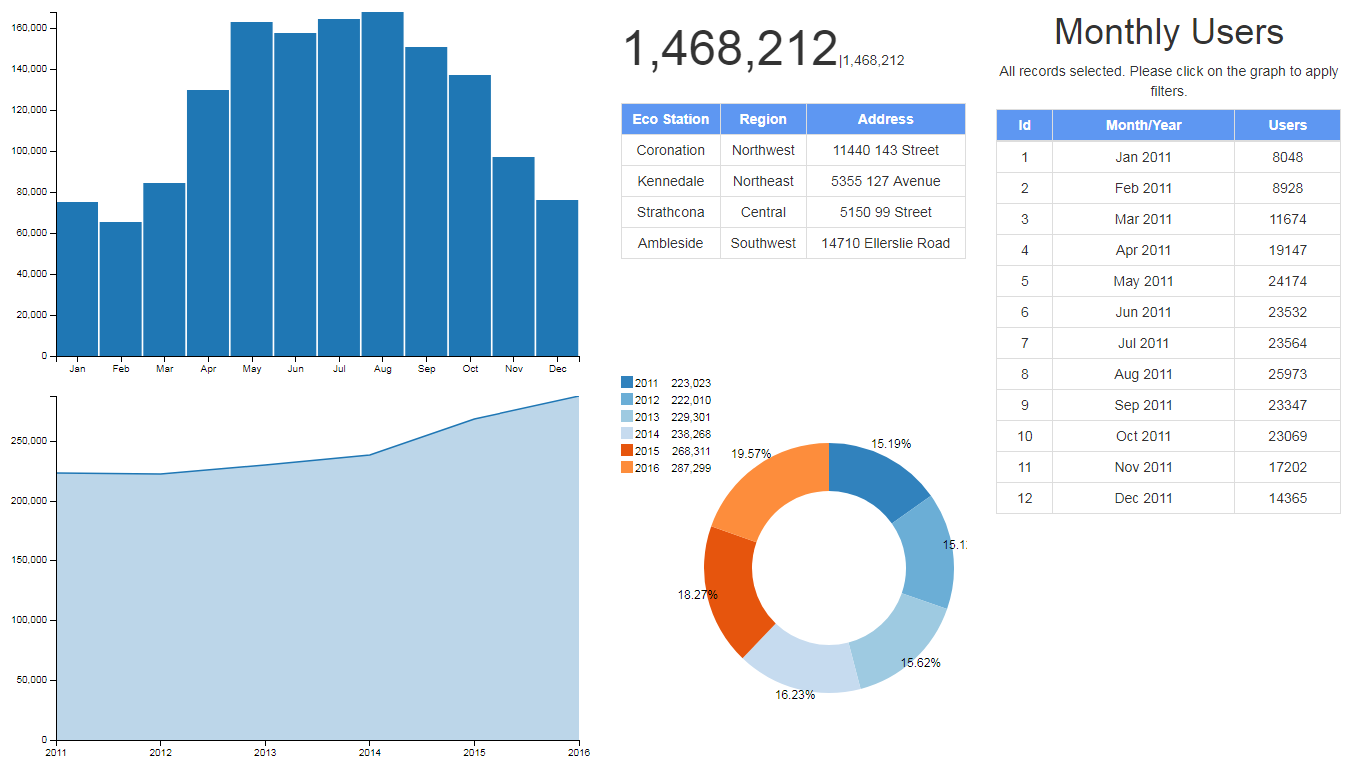 160,000
140,000
120,000
100,000
80,000
60,000
40,000
20,000
0
Jan Feb Mar Apr May Jun Jul Aug Sep Oct Nov Dec
250,000
200,000
150,000
100,000
50,000
0
2011 2012 2013 2014 2015 2016
1,468,212|1,468,212
Eco Station Region Address
Coronation Northwest 11440 143 Street
Kennedale Northeast 5355 127 Avenue
Strathcona Central 5150 99 Street
Ambleside Southwest 14710 Ellerslie Road
2011 223,023
2012 222,010
2013 229,301
2014 238,268
2015 268,311
2016 287,299
15.19%
19.57%
18.27%
15.62%
16.23%
Monthly Users
All records selected. Please click on the graph to apply
filters.
Id Month/Year Users
1 Jan 2011 8048
2 Feb 2011 8928
3 Mar 2011 11674
4 Apr 2011 19147
5 May 2011 24174
6 Jun 2011 23532
7 Jul 2011 23564
8 Aug 2011 25973
9 Sep 2011 23347
10 Oct 2011 23069
11 Nov 2011 17202
12 Dec 2011 14365